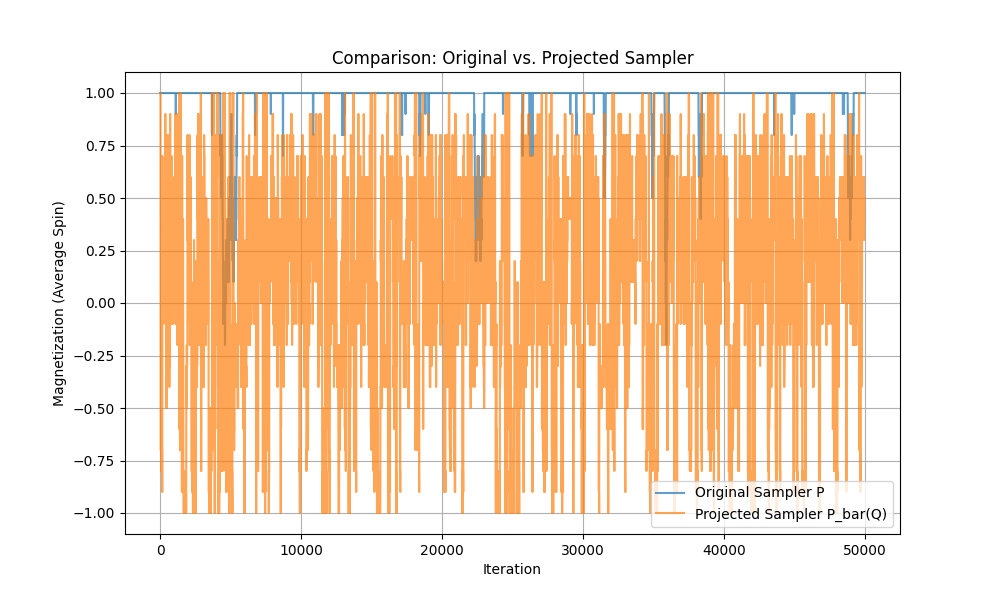 Comparison: Original vs. Projected Sampler
Magnetization (Average Spin)
1.00
0.75
0.50
0.25
0.00
−0.25
−0.50
−0.75
−1.00
Original Sampler P
Projected Sampler P_bar(Q)
0 10000 20000 30000 40000 50000
Iteration